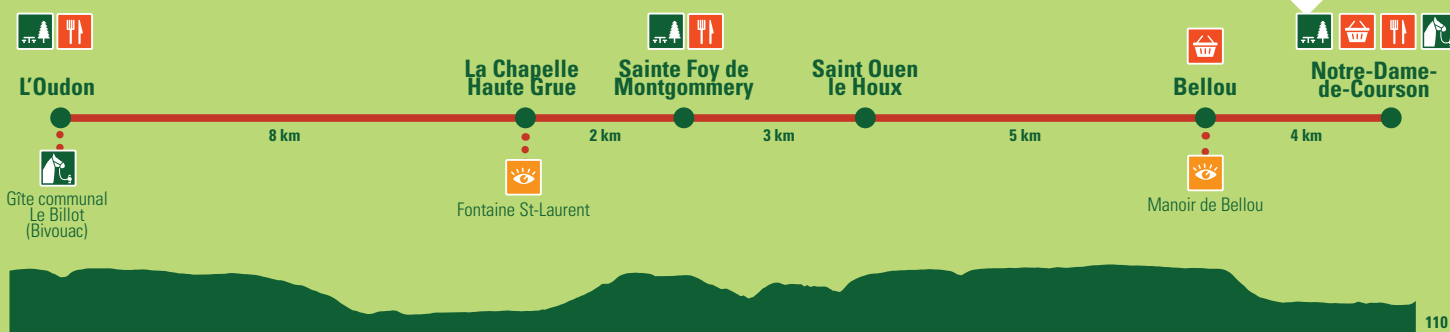 L'Oudon
La Chapelle
Haute Grue
Sainte Foy de
Montgommery
Saint Ouen
le Houx
Bellou
Notre-Dame-
de-Courson
8 km
2 km
3 km
5 km
4 km
Gîte communal
Le Billot
(Bivouac)
Fontaine St-Laurent
Manoir de Bellou
110